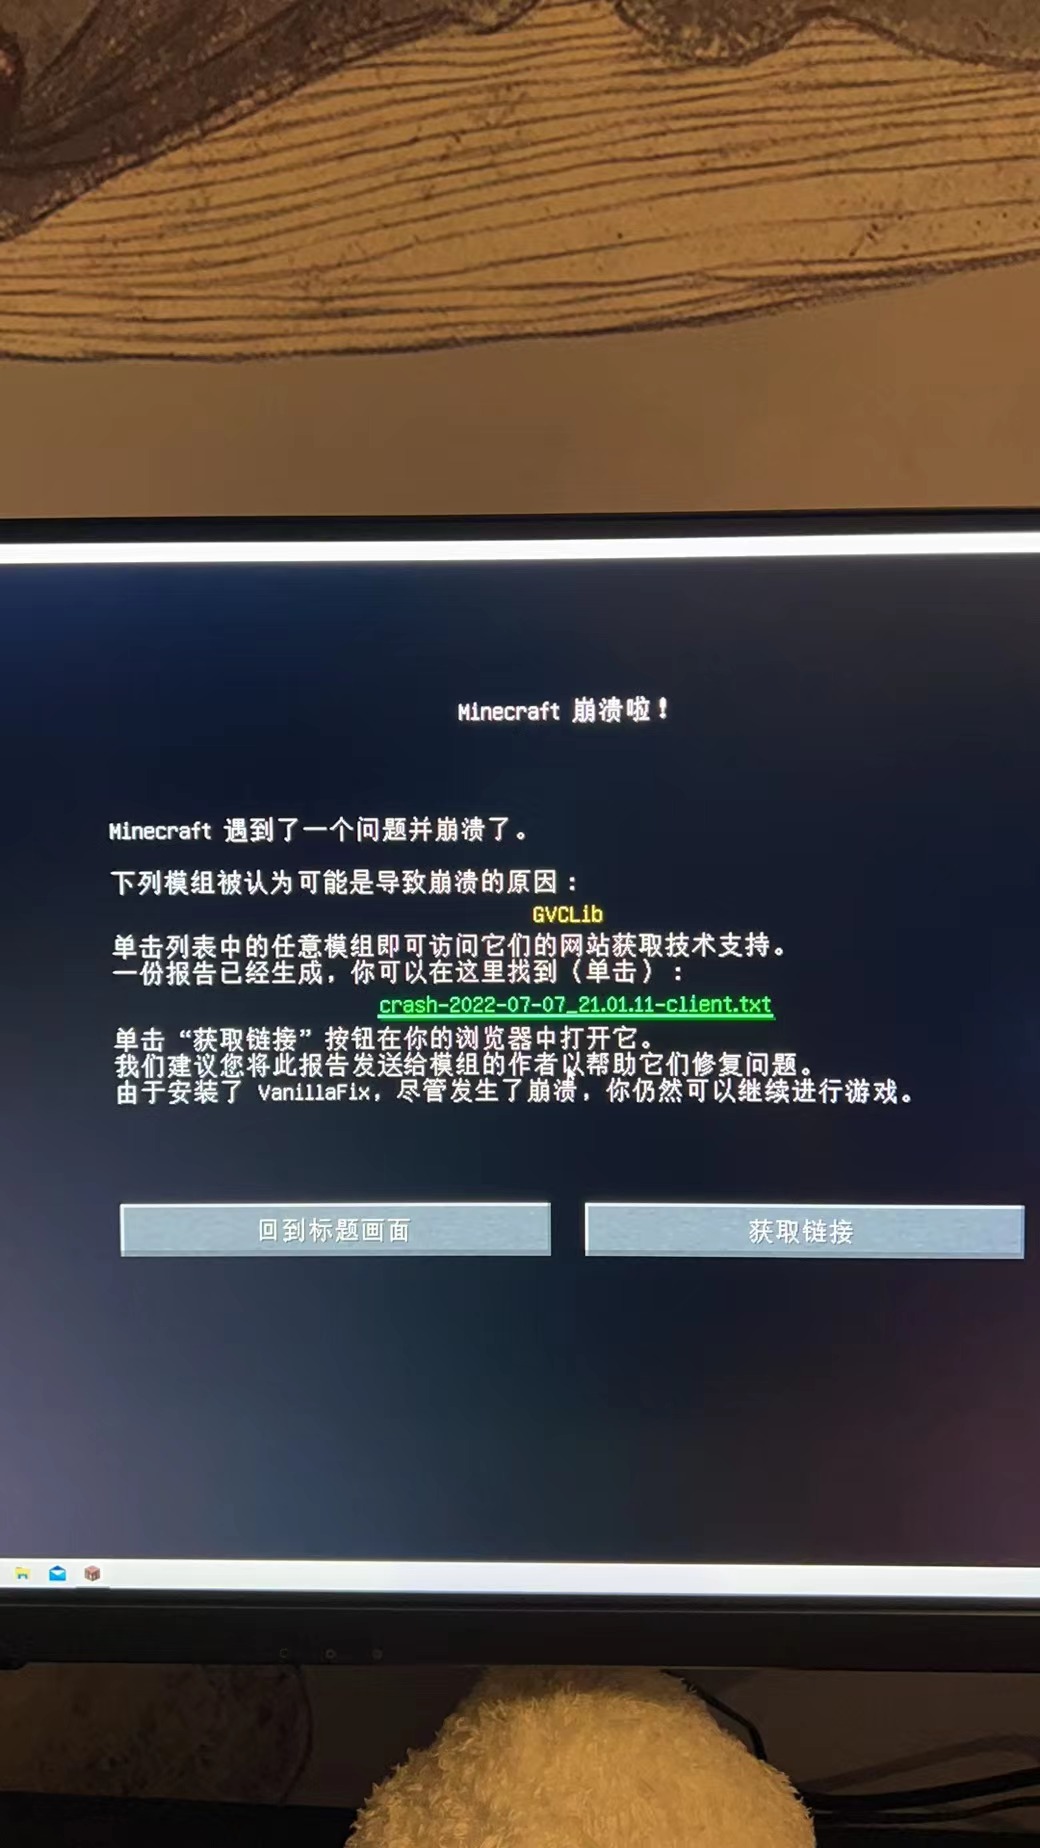 Minecraft 崩溃啦！
Minecraft 遇到了一个问题并崩溃了。
下列模组被认为可能是导致崩溃的原因：
GVCLib
单击列表中的任意模组即可访问它们的网站获取技术支持。
一份报告已经生成，你可以在这里找到（单击）：
crash-2022-07-07_21.01.11-client.txt
单击“获取链接”按钮在你的浏览器中打开它。
我们建议您将此报告发送给模组的作者以帮助它们修复问题。
由于安装了 VanillaFix，尽管发生了崩溃，你仍然可以继续进行游戏。
回到标题画面
获取链接